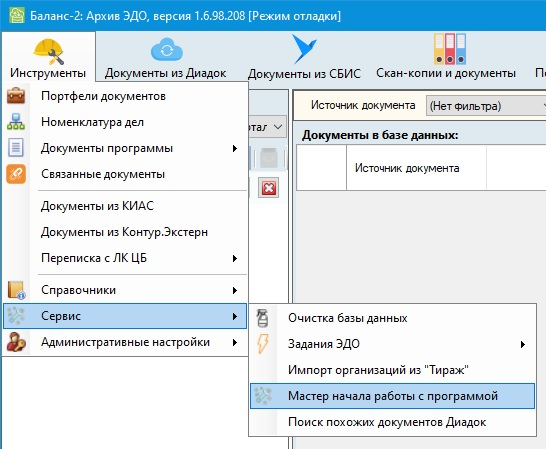 Баланс-2: Архив ЭДО, версия 1.6.98.208 [Режим отладки]
Инструменты
Документы из Диадок
Документы из СБИС
Скан-копии и документы
Портфели документов
Номенклатура дел
Документы программы
Связанные документы
Документы из КИАС
Документы из Контур.Экстерн
Переписка с ЛК ЦБ
Справочники
Сервис
Административные настройки
Источник документа
(Нет фильтра)
Документы в базе данных:
Источник документа
Очистка базы данных
Задания ЭДО
Импорт организаций из "Тираж"
Мастер начала работы с программой
Поиск похожих документов Диадок